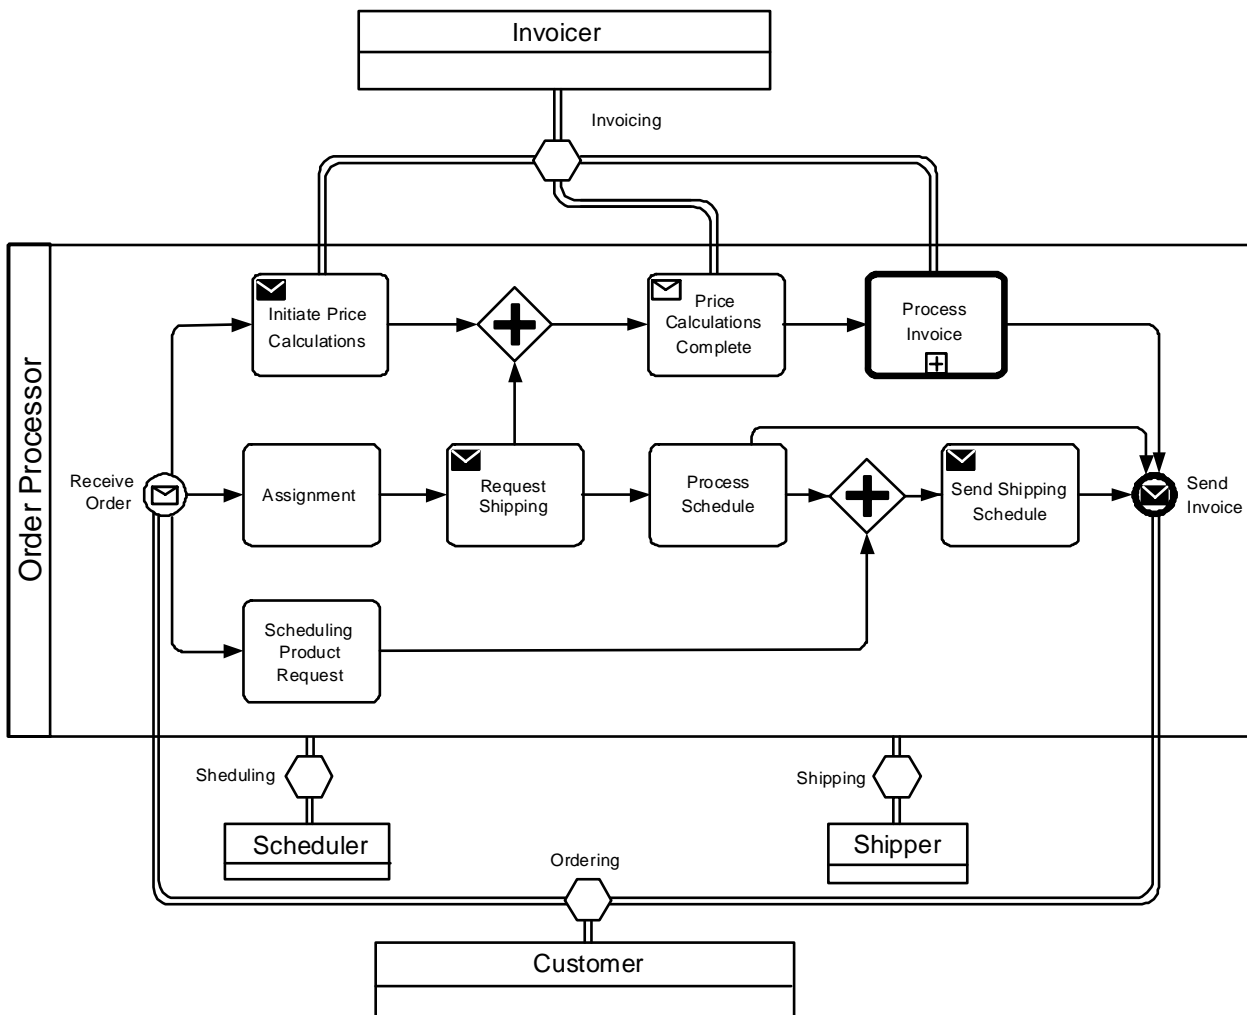 Invoicer
Invoicing
Order Processor
Initiate Price
Calculations
Price
Calculations
Complete
Process
Invoice
Receive
Order
Assignment
Request
Shipping
Process
Schedule
Send Shipping
Schedule
Send
Invoice
Scheduling
Product
Request
Sheduling
Shipping
Scheduler
Shipper
Ordering
Customer